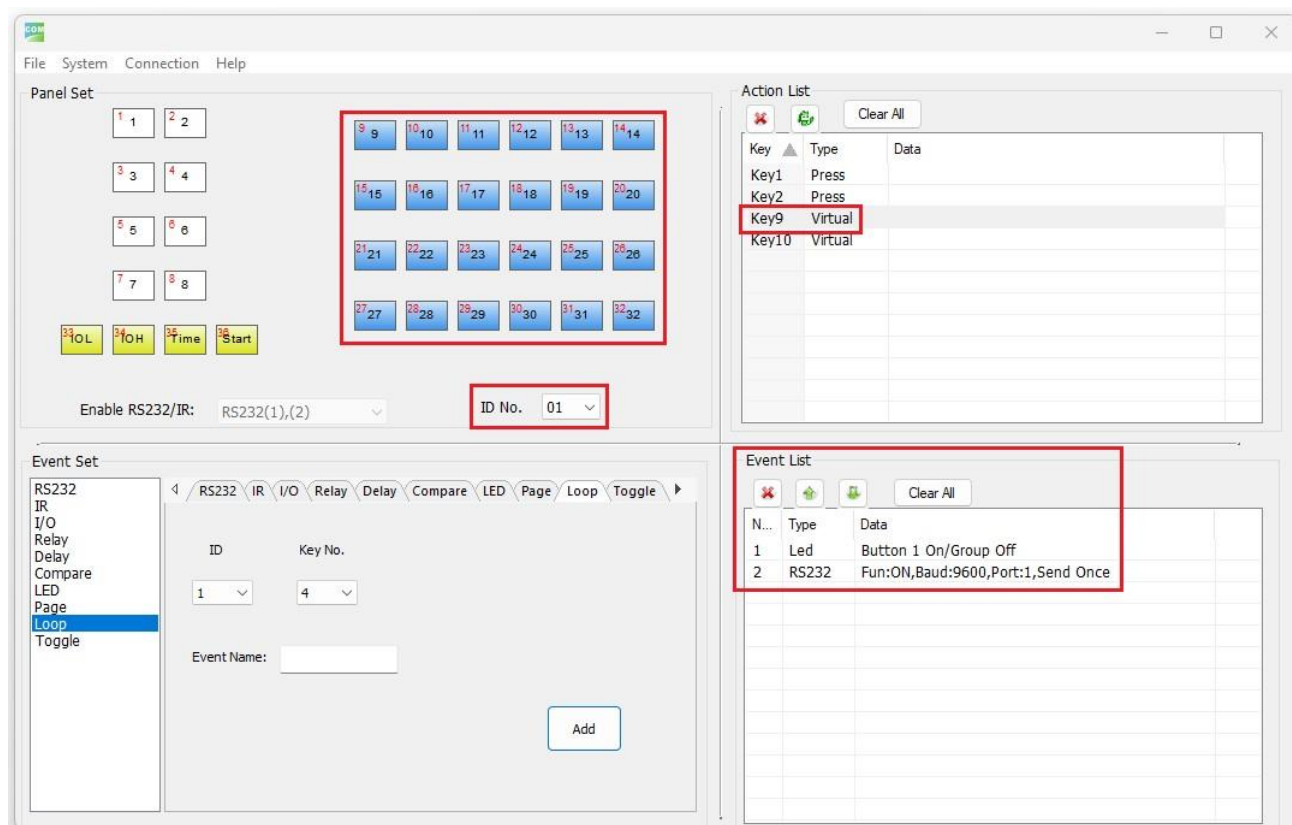 COM
File System Connection Help
Panel Set
1 1 2 2
3 3 4 4
5 5 6 6
7 7 8 8
33 IOL 34 IOH 35 Time 36 Start
9 9 10 10 11 11 12 12 13 13 14 14
15 15 16 16 17 17 18 18 19 19 20 20
21 21 22 22 23 23 24 24 25 25 26 26
27 27 28 28 29 29 30 30 31 31 32 32
Enable RS232/IR: RS232(1),(2)
ID No. 01
Action List
Clear All
Key Type Data
Key1 Press
Key2 Press
Key9 Virtual
Key10 Virtual
Event Set
RS232
IR
I/O
Relay
Delay
Compare
LED
Page
Loop
Toggle
RS232 IR I/O Relay Delay Compare LED Page Loop Toggle
ID Key No.
1 4
Event Name:
Add
Event List
Clear All
N... Type Data
1 Led Button 1 On/Group Off
2 RS232 Fun:ON,Baud:9600,Port:1,Send Once